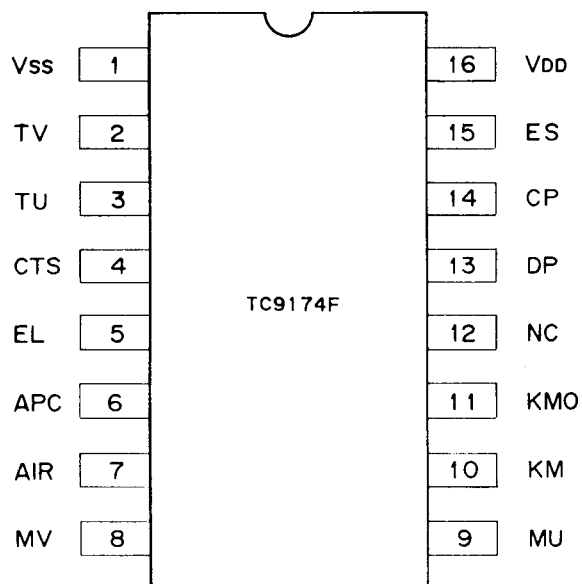 Vss 1 16 VDD
TV 2 15 ES
TU 3 14 CP
CTS 4 13 DP
TC9174F
EL 5 12 NC
APC 6 11 KMO
AIR 7 10 KM
MV 8 9 MU